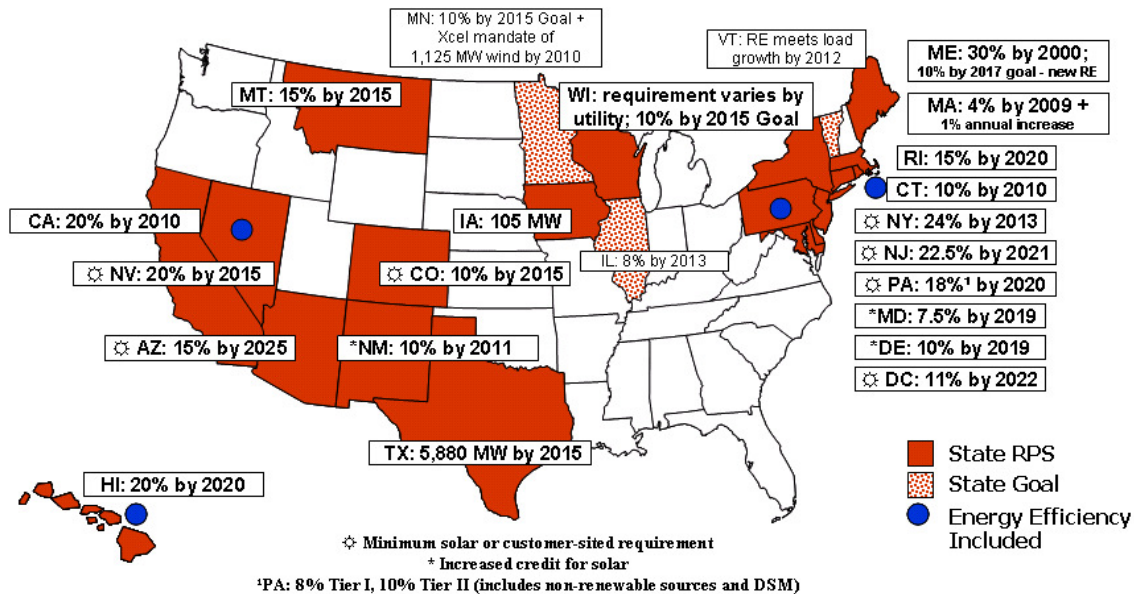 MN: 10% by 2015 Goal +
Xcel mandate of
1,125 MW wind by 2010
VT: RE meets load
growth by 2012
ME: 30% by 2000;
10% by 2017 goal - new RE
MT: 15% by 2015
WI: requirement varies by
utility; 10% by 2015 Goal
MA: 4% by 2009 +
1% annual increase
RI: 15% by 2020
CT: 10% by 2010
CA: 20% by 2010
IA: 105 MW
☼ NY: 24% by 2013
☼ NJ: 22.5% by 2021
IL: 8% by 2013
☼ NV: 20% by 2015
☼ CO: 10% by 2015
☼ PA: 18%¹ by 2020
*MD: 7.5% by 2019
☼ AZ: 15% by 2025
*NM: 10% by 2011
*DE: 10% by 2019
☼ DC: 11% by 2022
TX: 5,880 MW by 2015
HI: 20% by 2020
State RPS
State Goal
Energy Efficiency
Included
☼ Minimum solar or customer-sited requirement
* Increased credit for solar
¹PA: 8% Tier I, 10% Tier II (includes non-renewable sources and DSM)